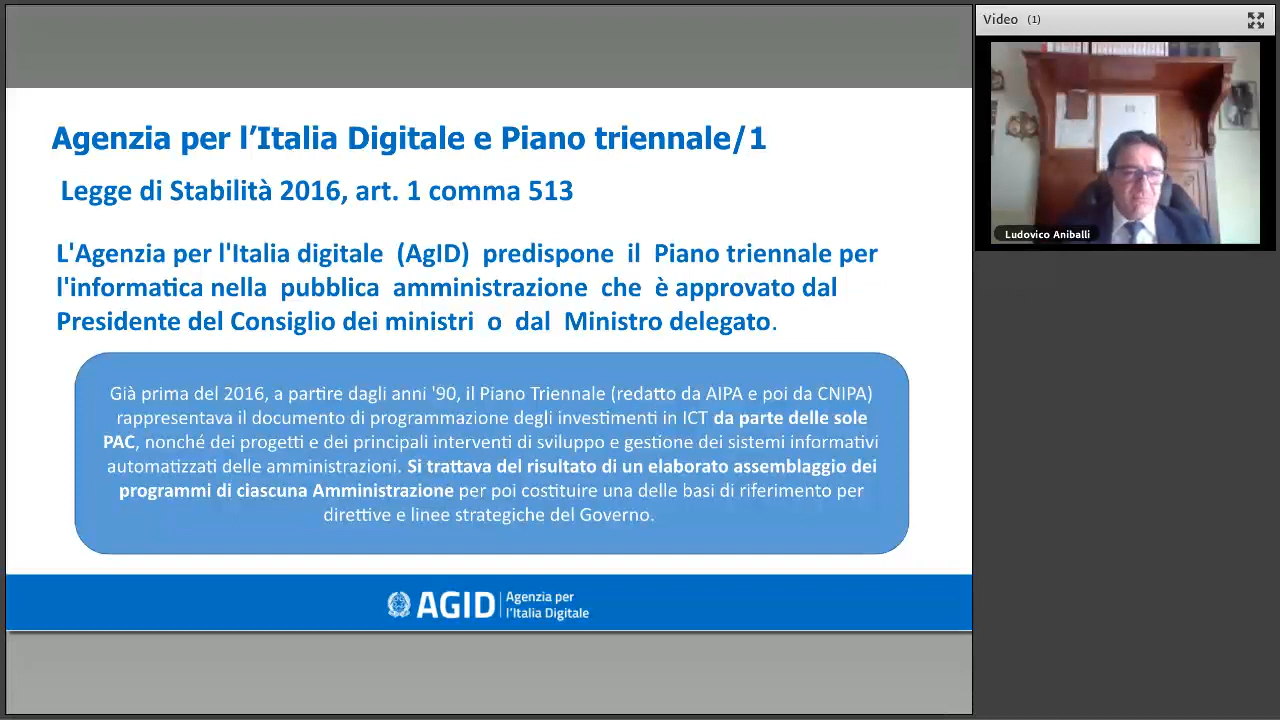 Agenzia per l’Italia Digitale e Piano triennale/1
Legge di Stabilità 2016, art. 1 comma 513
L'Agenzia per l'Italia digitale (AgID) predispone il Piano triennale per
l'informatica nella pubblica amministrazione che è approvato dal
Presidente del Consiglio dei ministri o dal Ministro delegato.
Già prima del 2016, a partire dagli anni '90, il Piano Triennale (redatto da AIPA e poi da CNIPA)
rappresentava il documento di programmazione degli investimenti in ICT da parte delle sole
PAC, nonché dei progetti e dei principali interventi di sviluppo e gestione dei sistemi informativi
automatizzati delle amministrazioni. Si trattava del risultato di un elaborato assemblaggio dei
programmi di ciascuna Amministrazione per poi costituire una delle basi di riferimento per
direttive e linee strategiche del Governo.
AGID
Agenzia per
l'Italia Digitale
Video (1)
Ludovico Aniballi